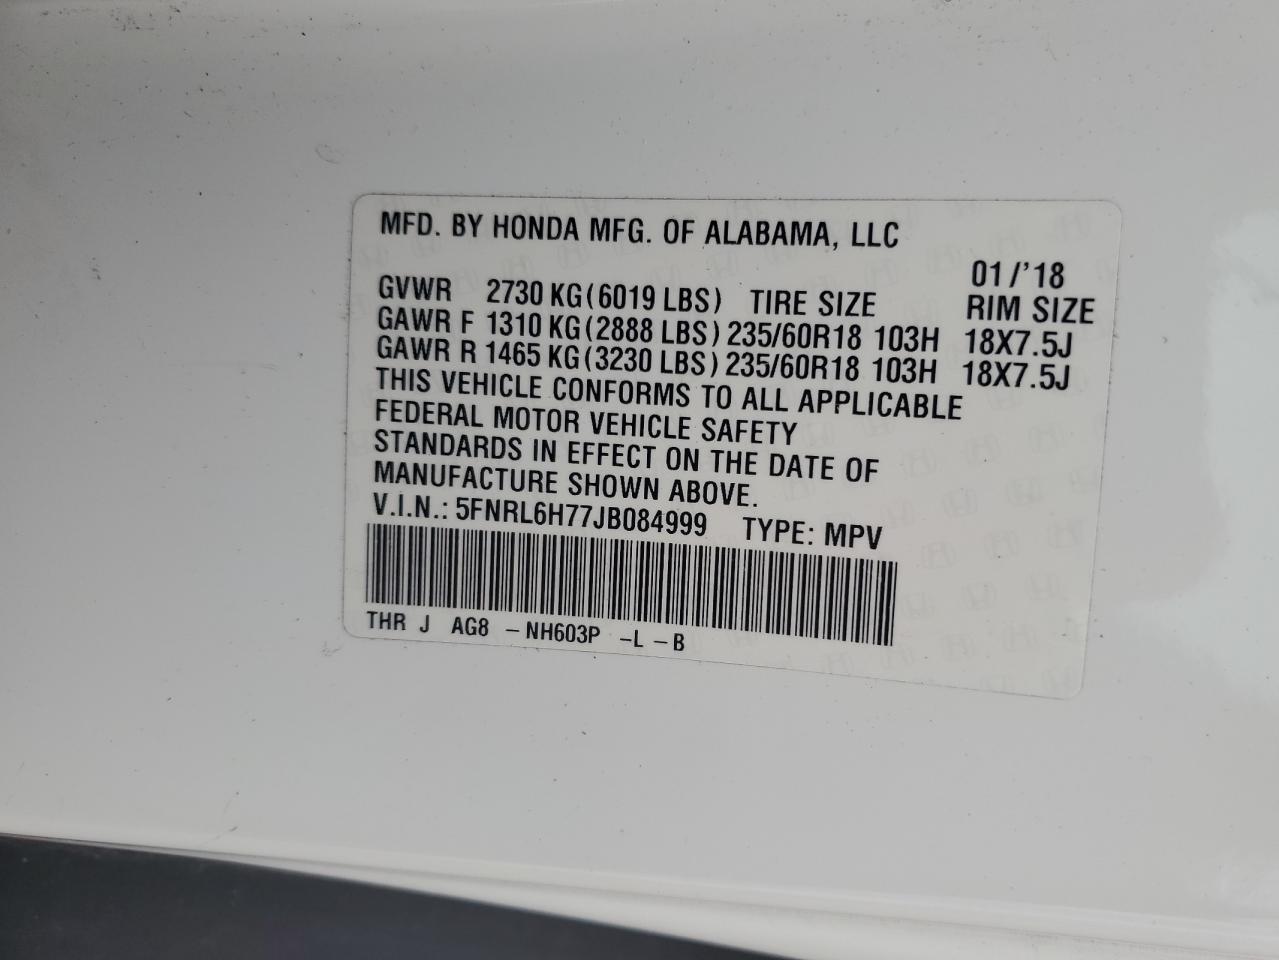 MFD. BY HONDA MFG. OF ALABAMA, LLC
01/'18
GVWR 2730 KG(6019 LBS) TIRE SIZE RIM SIZE
GAWR F 1310 KG(2888 LBS) 235/60R18 103H 18X7.5J
GAWR R 1465 KG(3230 LBS) 235/60R18 103H 18X7.5J
THIS VEHICLE CONFORMS TO ALL APPLICABLE
FEDERAL MOTOR VEHICLE SAFETY
STANDARDS IN EFFECT ON THE DATE OF
MANUFACTURE SHOWN ABOVE.
V.I.N.: 5FNRL6H77JB084999 TYPE: MPV
THR J AG8 -NH603P -L -B